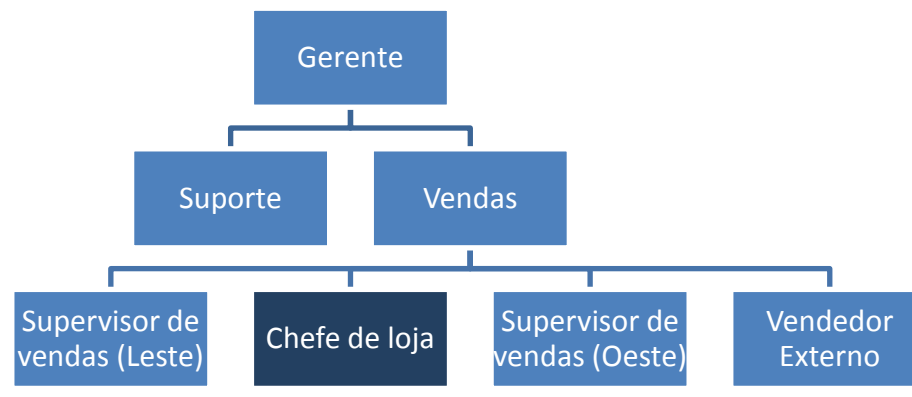 Gerente
Suporte
Vendas
Supervisor de
vendas (Leste)
Chefe de loja
Supervisor de
vendas (Oeste)
Vendedor
Externo